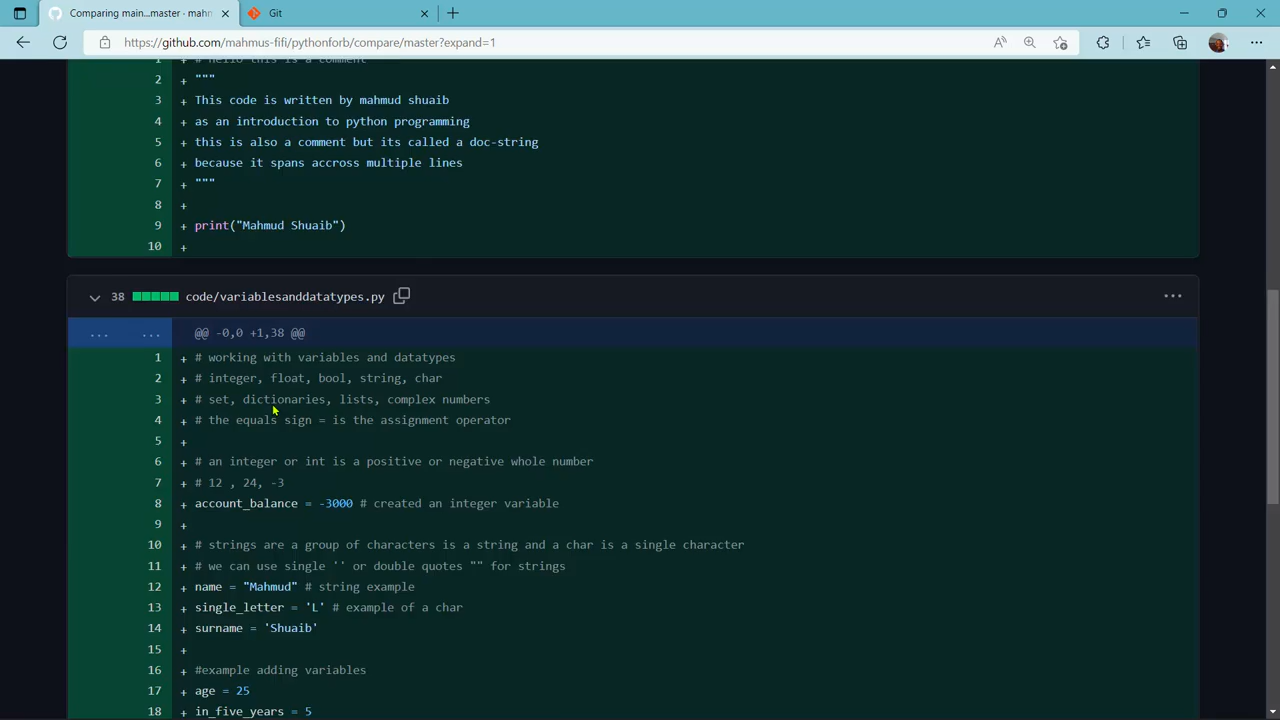 Comparing main...master · mahm
Git
https://github.com/mahmus-fifi/pythonforb/compare/master?expand=1
1 + # hello this is a comment
2 + """
3 + This code is written by mahmud shuaib
4 + as an introduction to python programming
5 + this is also a comment but its called a doc-string
6 + because it spans accross multiple lines
7 + """
8 +
9 + print("Mahmud Shuaib")
10 +
38 code/variablesanddatatypes.py ...
... ... @@ -0,0 +1,38 @@
1 + # working with variables and datatypes
2 + # integer, float, bool, string, char
3 + # set, dictionaries, lists, complex numbers
4 + # the equals sign = is the assignment operator
5 +
6 + # an integer or int is a positive or negative whole number
7 + # 12 , 24, -3
8 + account_balance = -3000 # created an integer variable
9 +
10 + # strings are a group of characters is a string and a char is a single character
11 + # we can use single '' or double quotes "" for strings
12 + name = "Mahmud" # string example
13 + single_letter = 'L' # example of a char
14 + surname = 'Shuaib'
15 +
16 + #example adding variables
17 + age = 25
18 + in_five_years = 5